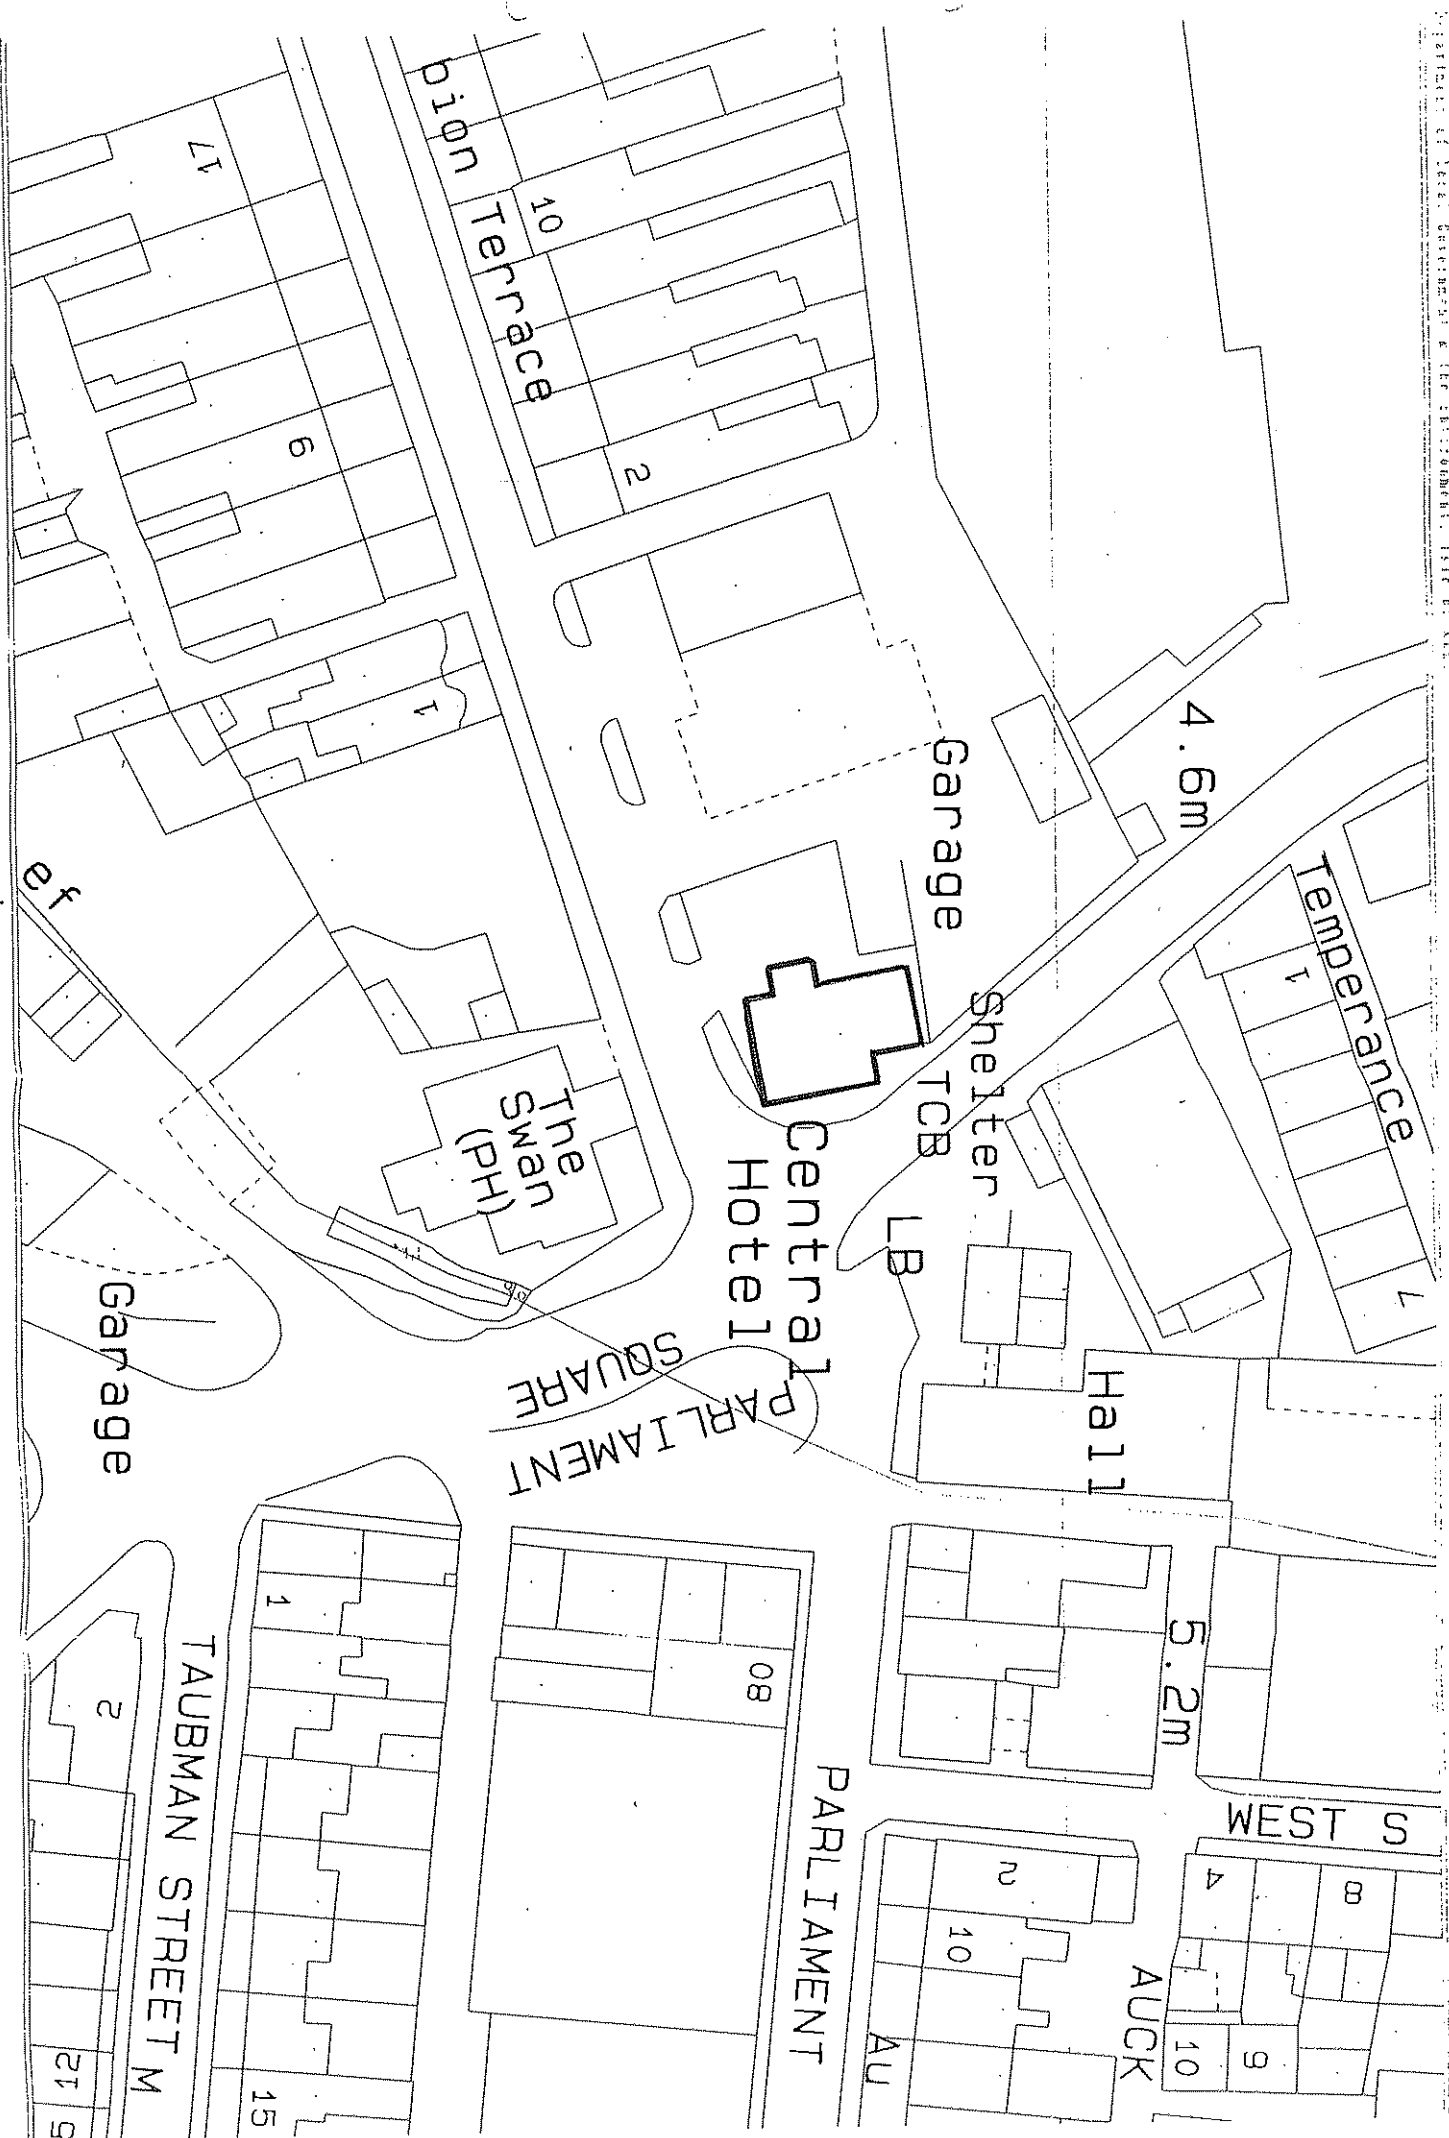 17
bion Terrace
10
6
2
1
Garage
4.6m
Temperance
1
7
ef
The
Swan
(PH)
Central
Hotel
Shelter
TCB
LB
Hall
Garage
PARLIAMENT
SQUARE
1
2
TAUBMAN STREET
M
12
15
80
PARLIAMENT
5.2m
WEST S
2
10
4
8
AUCK
Au
10
9